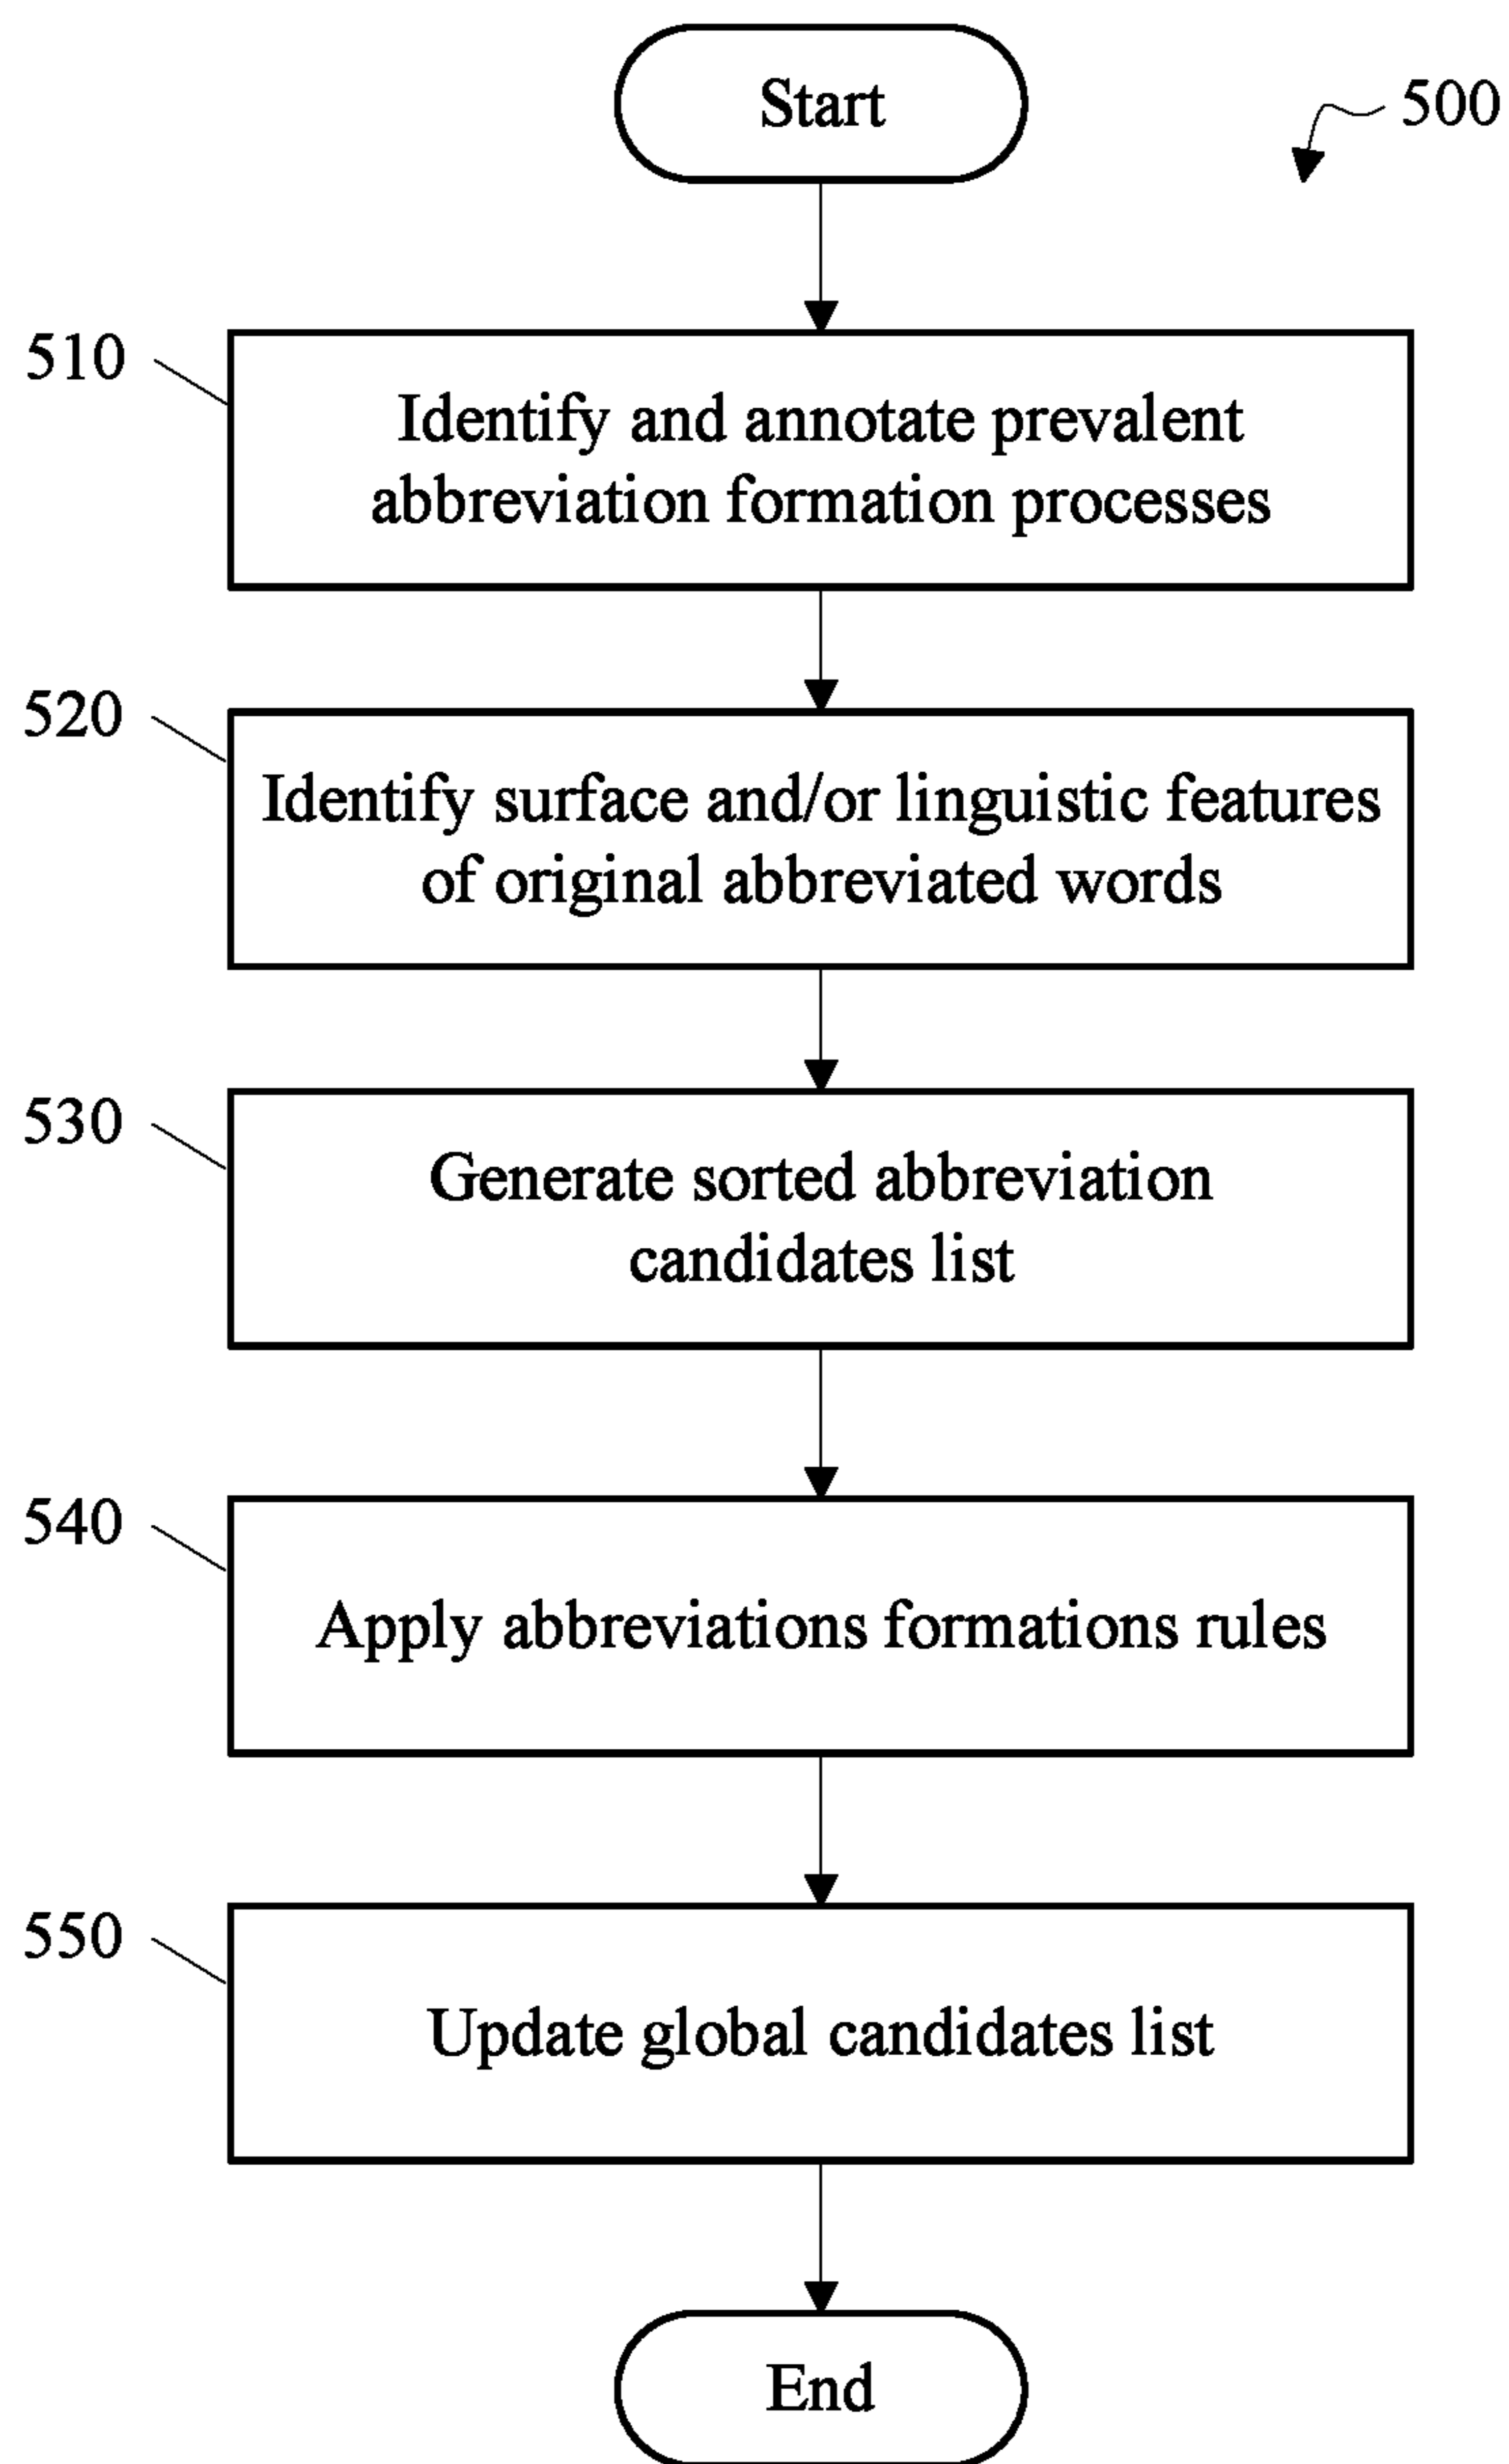 Start
500
510
Identify and annotate prevalent
abbreviation formation processes
520
Identify surface and/or linguistic features
of original abbreviated words
530
Generate sorted abbreviation
candidates list
540
Apply abbreviations formations rules
550
Update global candidates list
End